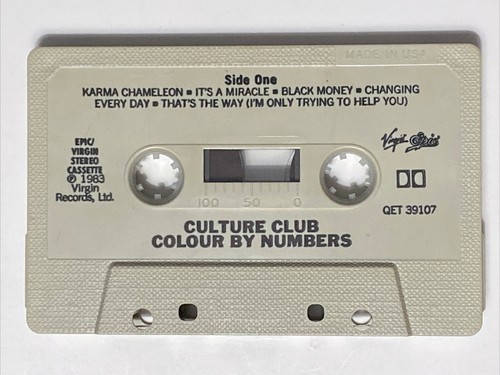 MADE IN USA
Side One
KARMA CHAMELEON ▪ IT'S A MIRACLE ▪ BLACK MONEY ▪ CHANGING
EVERY DAY ▪ THAT'S THE WAY (I'M ONLY TRYING TO HELP YOU)
EPIC/
VIRGIN
STEREO
CASSETTE
℗ 1983
Virgin
Records, Ltd.
Virgin Epic
100 50 0
QET 39107
CULTURE CLUB
COLOUR BY NUMBERS